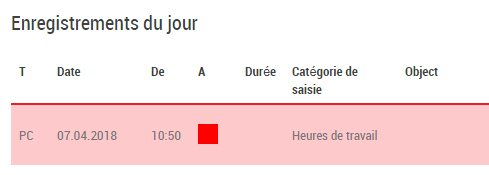 Enregistrements du jour
T Date De A Durée Catégorie de saisie Object
PC 07.04.2018 10:50 Heures de travail